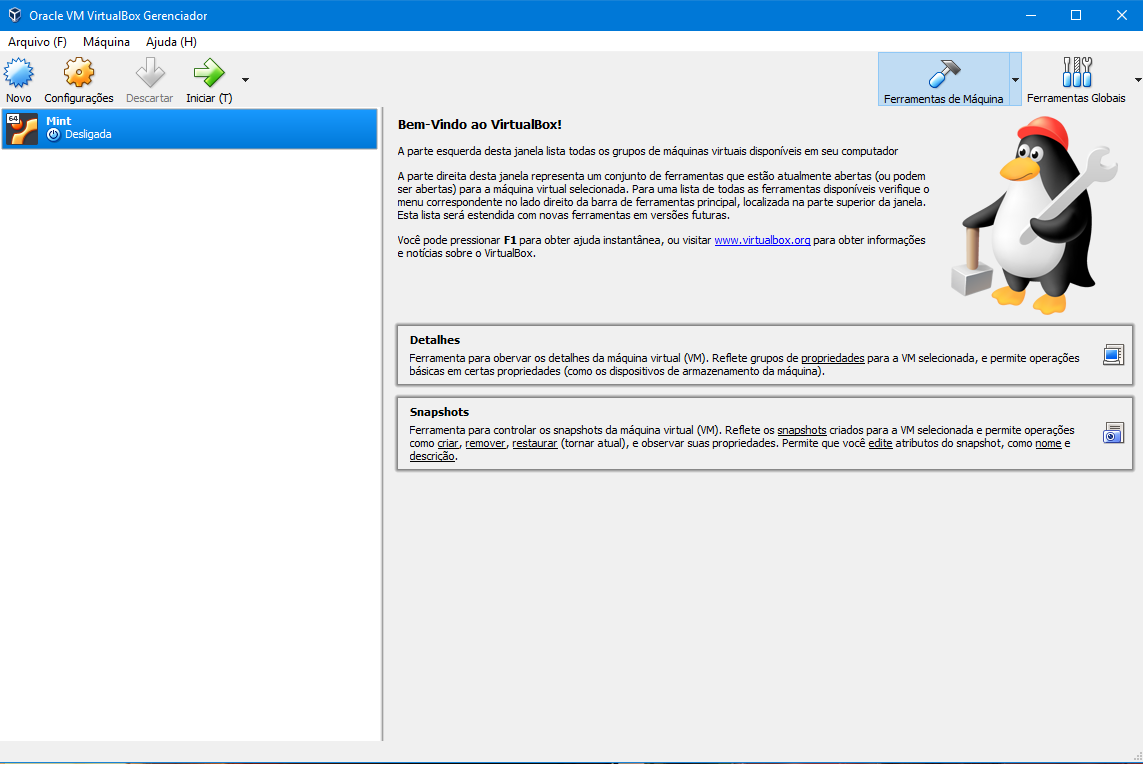 Oracle VM VirtualBox Gerenciador
Arquivo (F) Máquina Ajuda (H)
Novo Configurações Descartar Iniciar (T) Ferramentas de Máquina Ferramentas Globais
64
Mint
Desligada
Bem-Vindo ao VirtualBox!
A parte esquerda desta janela lista todas os grupos de máquinas virtuais disponíveis em seu computador
A parte direita desta janela representa um conjunto de ferramentas que estão atualmente abertas (ou podem
ser abertas) para a máquina virtual selecionada. Para uma lista de todas as ferramentas disponíveis verifique o
menu correspondente no lado direito da barra de ferramentas principal, localizada na parte superior da janela.
Esta lista será estendida com novas ferramentas em versões futuras.
Você pode pressionar F1 para obter ajuda instantânea, ou visitar www.virtualbox.org para obter informações
e notícias sobre o VirtualBox.
Detalhes
Ferramenta para obervar os detalhes da máquina virtual (VM). Reflete grupos de propriedades para a VM selecionada, e permite operações
básicas em certas propriedades (como os dispositivos de armazenamento da máquina).
Snapshots
Ferramenta para controlar os snapshots da máquina virtual (VM). Reflete os snapshots criados para a VM selecionada e permite operações
como criar, remover, restaurar (tornar atual), e observar suas propriedades. Permite que você edite atributos do snapshot, como nome e
descrição.